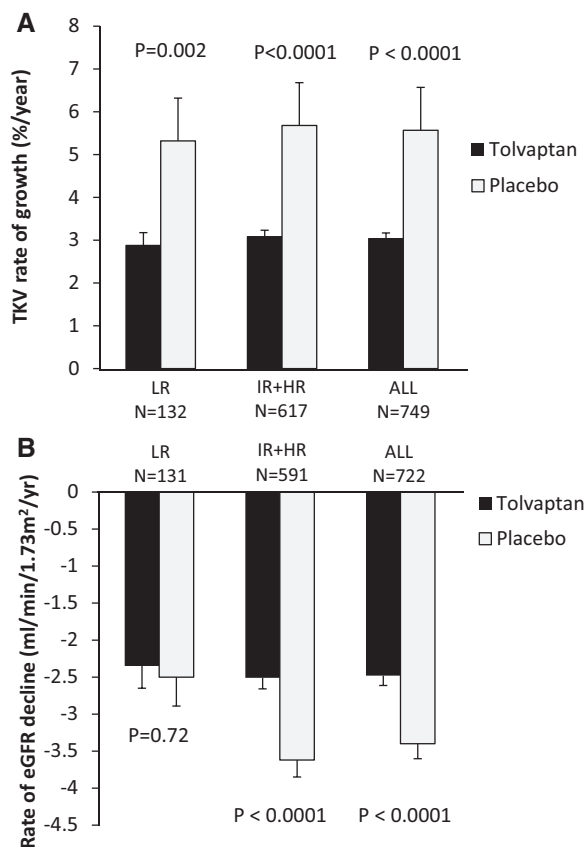 A
TKV rate of growth (%/year)
8
7
6
5
4
3
2
1
0
P=0.002
P<0.0001
P < 0.0001
Tolvaptan
Placebo
LR
N=132
IR+HR
N=617
ALL
N=749
B
Rate of eGFR decline (ml/min/1.73m²/yr)
LR
N=131
IR+HR
N=591
ALL
N=722
0
-0.5
-1
-1.5
-2
-2.5
-3
-3.5
-4
-4.5
Tolvaptan
Placebo
P=0.72
P < 0.0001
P < 0.0001